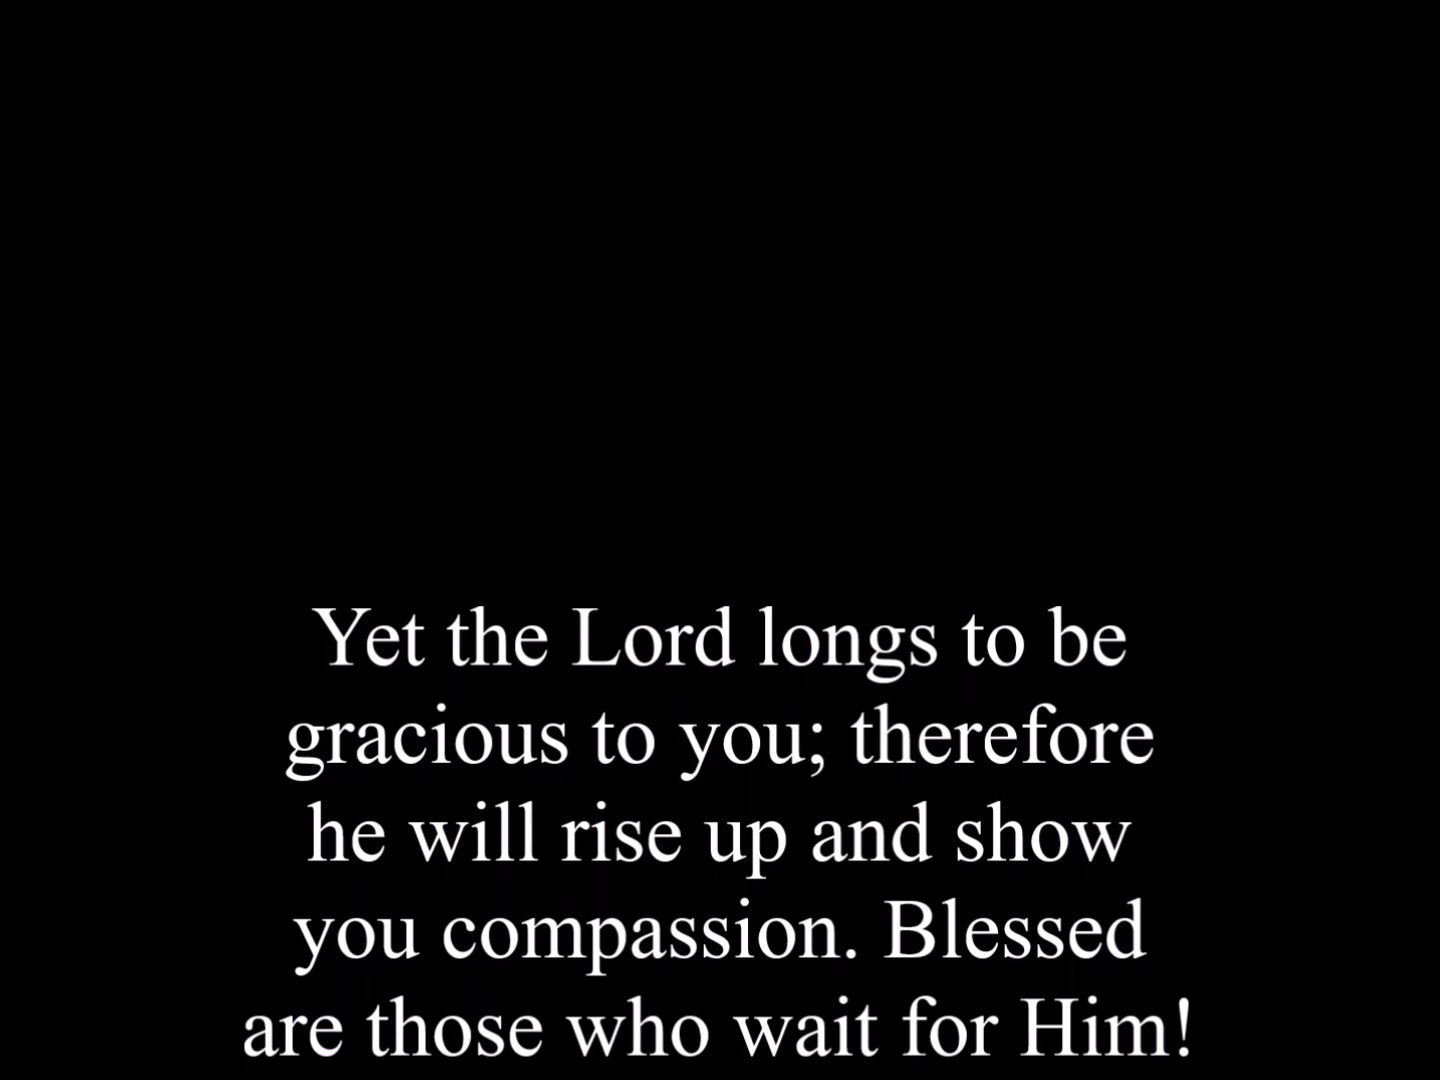 Yet the Lord longs to be
gracious to you; therefore
he will rise up and show
you compassion. Blessed
are those who wait for Him!